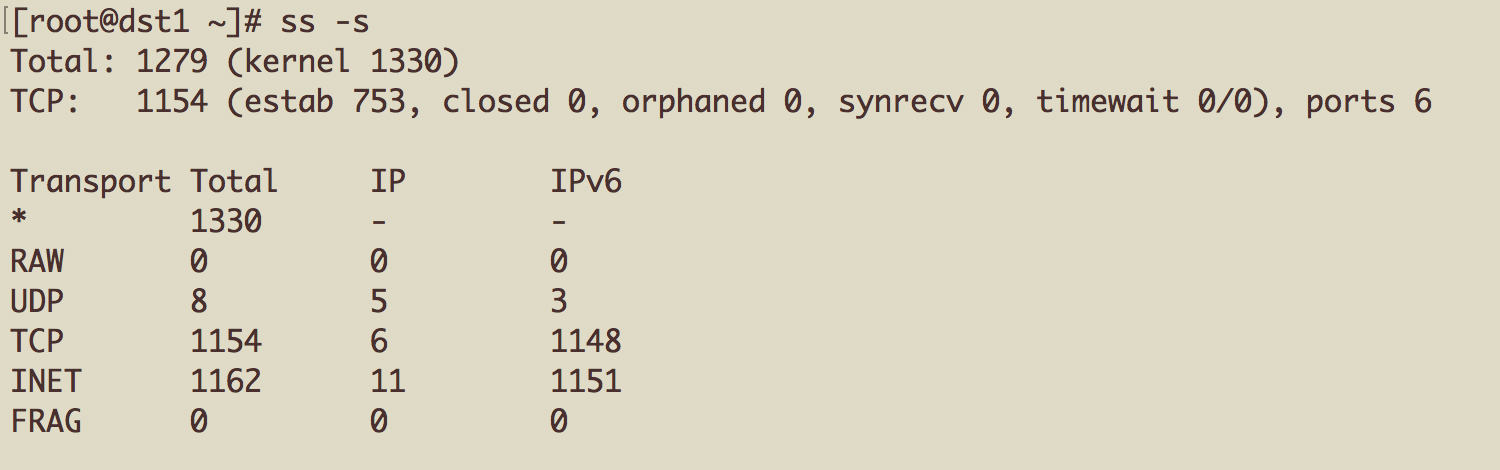 [root@dst1 ~]# ss -s
Total: 1279 (kernel 1330)
TCP:   1154 (estab 753, closed 0, orphaned 0, synrecv 0, timewait 0/0), ports 6

Transport Total     IP        IPv6
*         1330      -         -
RAW       0         0         0
UDP       8         5         3
TCP       1154      6         1148
INET      1162      11        1151
FRAG      0         0         0